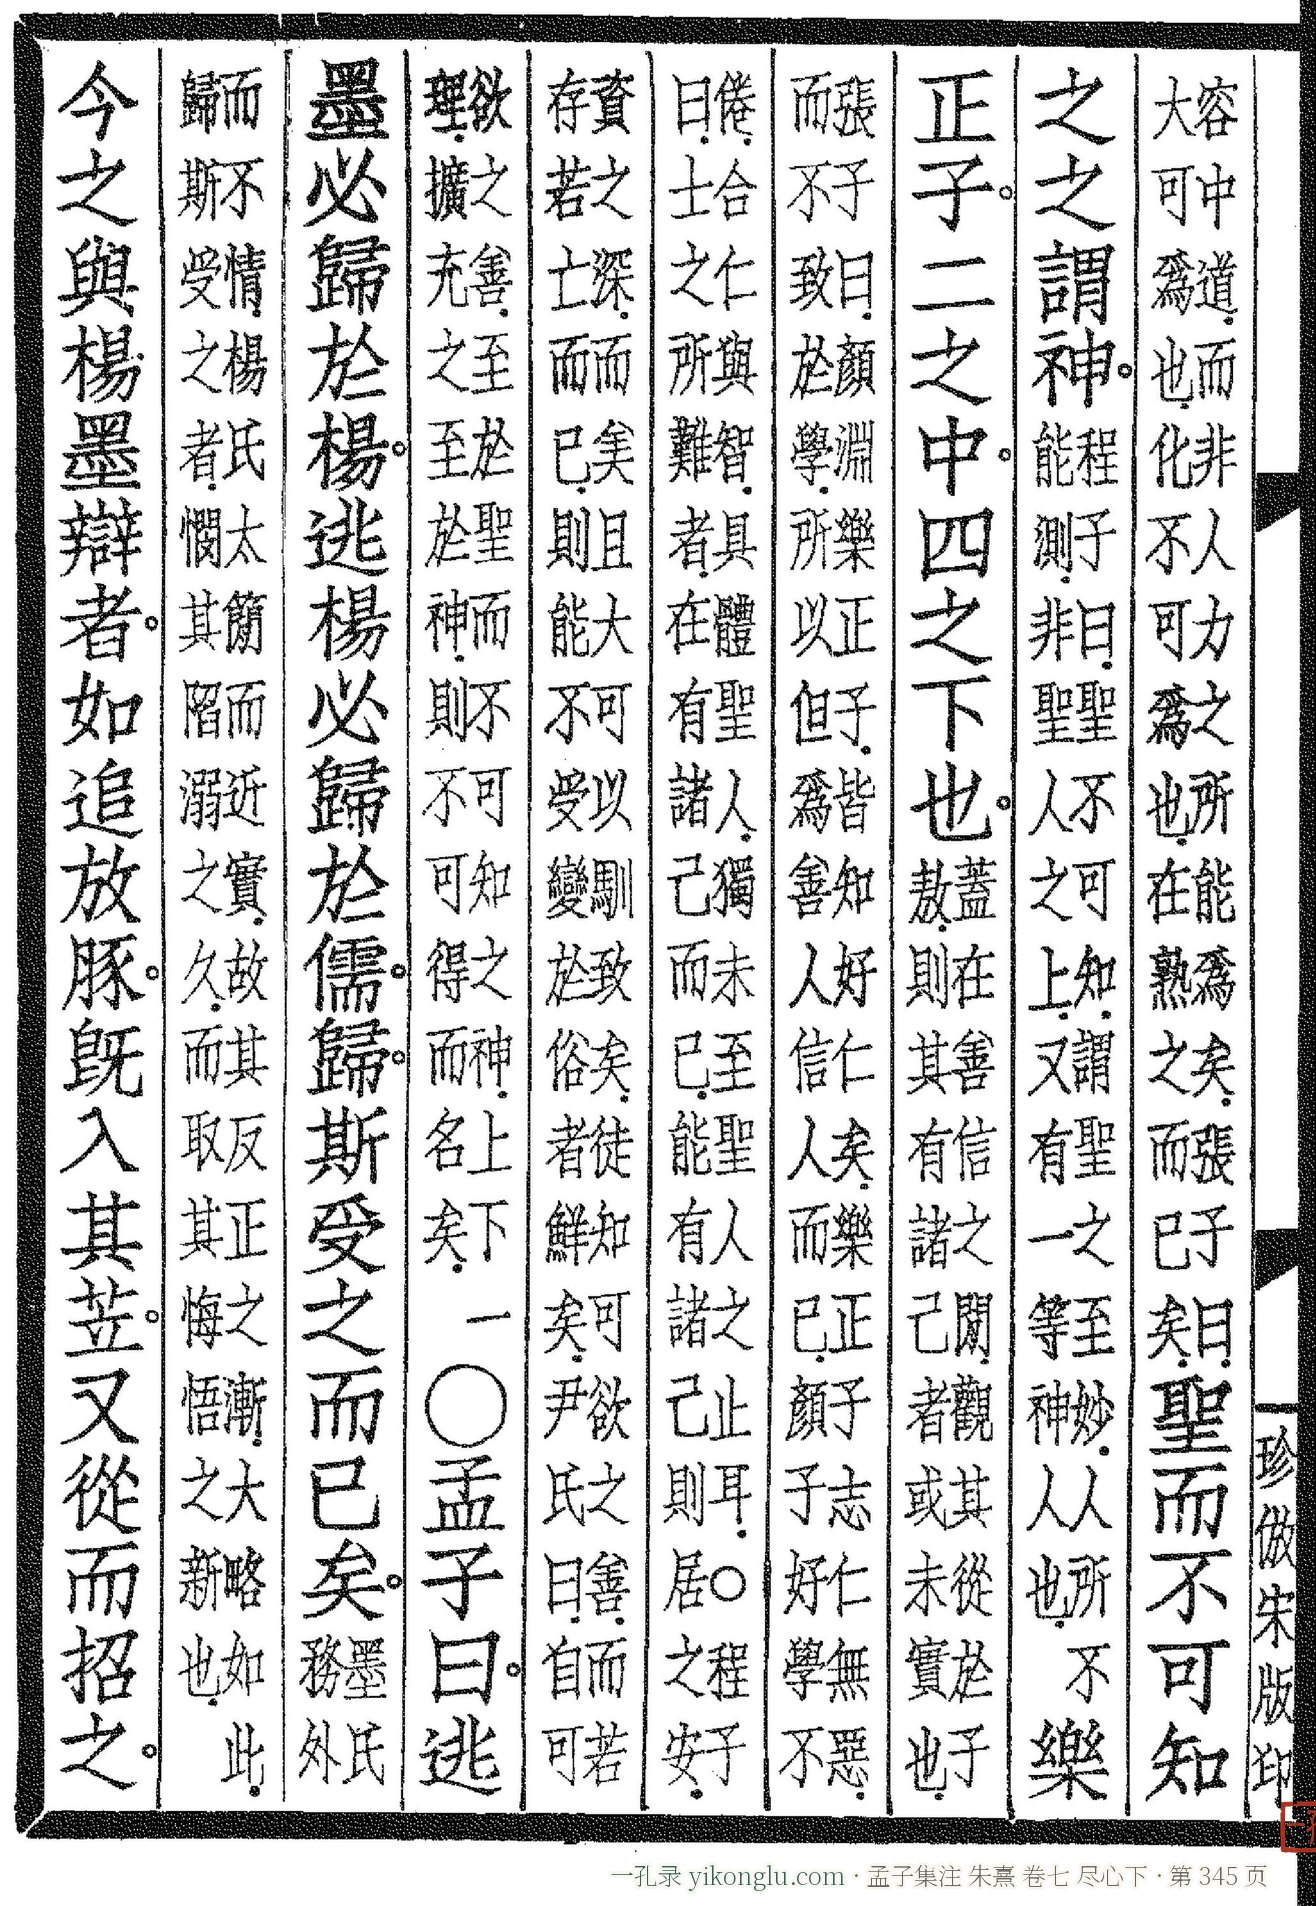 容中道。而非人力之所能爲矣。張子曰。大可爲也。化不可爲也。在熟之而已矣。聖而不可知
之之謂神。程子曰。聖不可知。謂聖之至妙。人所不能測。非聖人之上。又有一等神人也。樂
正子。二之中。四之下也。蓋在善信之閒。觀其從於子敖。則其有諸己者或未實也。
張子曰。顏淵樂正子。皆知好仁矣。樂正子志仁無惡。而不致於學。所以但爲善人信人而已。顏子好學不
倦。合仁與智。具體聖人。獨未至聖人之止耳。○程子曰。士之所難者。在有諸己而已。能有諸己則居之安。
資之深。而美且大可以馴致矣。徒知可欲之善。而若存若亡而已。則能不受變於俗者鮮矣。尹氏曰。自可
欲之善。至於聖而不可知之神。上下一理。擴充之至於神。則不可得而名矣。○孟子曰。逃
墨必歸於楊。逃楊必歸於儒。歸。斯受之而已矣。墨氏務外
而不情。楊氏太簡而近實。故其反正之漸。大略如此。歸斯受之者。憫其陷溺之久。而取其悔悟之新也。
今之與楊墨辯者。如追放豚。旣入其苙。又從而招之。
珍倣宋版印
一孔录 yikonglu.com · 孟子集注 朱熹 卷七 尽心下 · 第 345 页